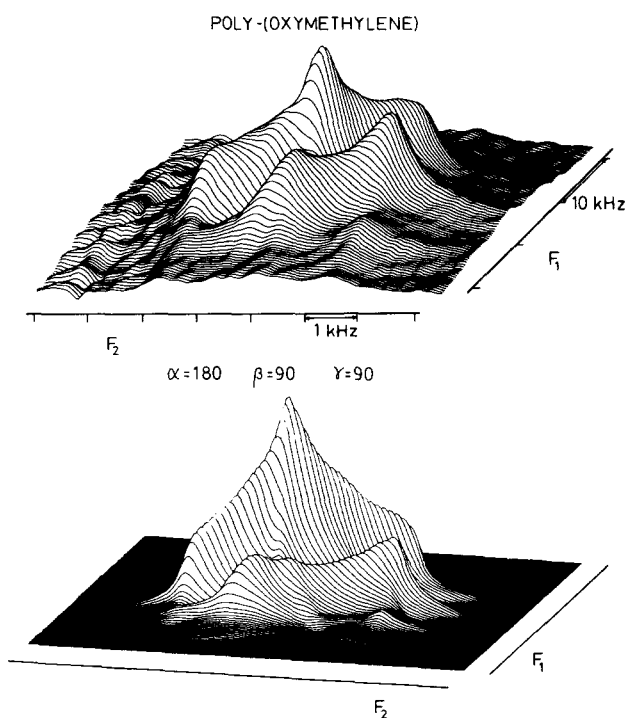 POLY-(OXYMETHYLENE)
10 kHz
F₁
1 kHz
F₂
α=180 β=90 γ=90
F₁
F₂